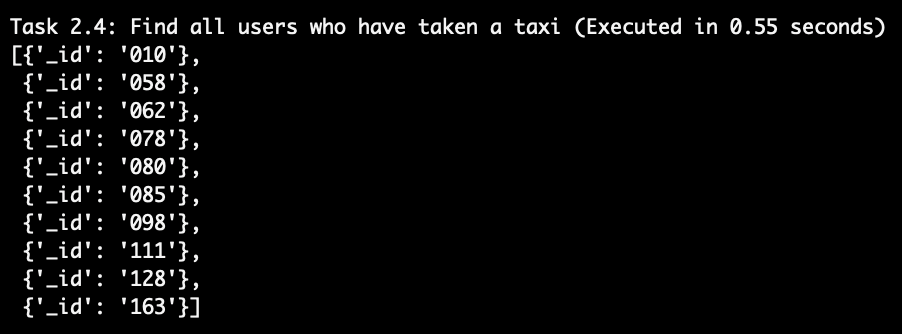 Task 2.4: Find all users who have taken a taxi (Executed in 0.55 seconds)
[{'_id': '010'},
{'_id': '058'},
{'_id': '062'},
{'_id': '078'},
{'_id': '080'},
{'_id': '085'},
{'_id': '098'},
{'_id': '111'},
{'_id': '128'},
{'_id': '163'}]